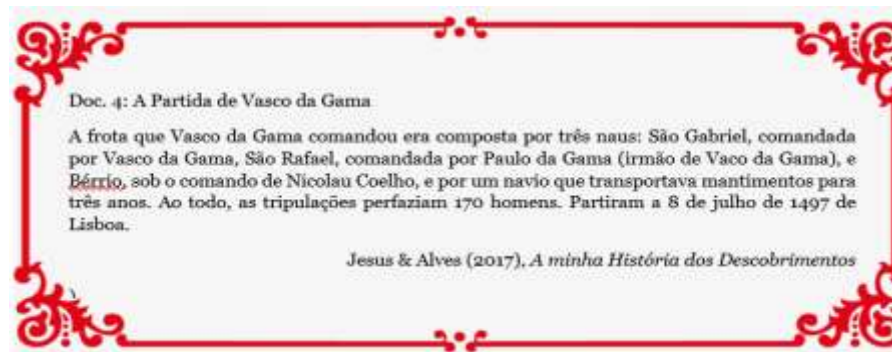 Doc. 4: A Partida de Vasco da Gama
A frota que Vasco da Gama comandou era composta por três naus: São Gabriel, comandada
por Vasco da Gama, São Rafael, comandada por Paulo da Gama (irmão de Vaco da Gama), e
Bérrio, sob o comando de Nicolau Coelho, e por um navio que transportava mantimentos para
três anos. Ao todo, as tripulações perfaziam 170 homens. Partiram a 8 de julho de 1497 de
Lisboa.
Jesus & Alves (2017), A minha História dos Descobrimentos
)